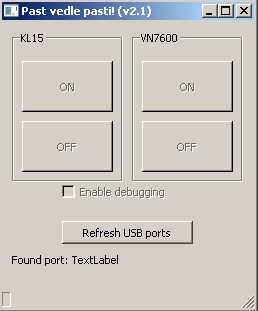 Past vedle pasti! (v2.1)
KL15
VN7600
ON
ON
OFF
OFF
Enable debugging
Refresh USB ports
Found port: TextLabel